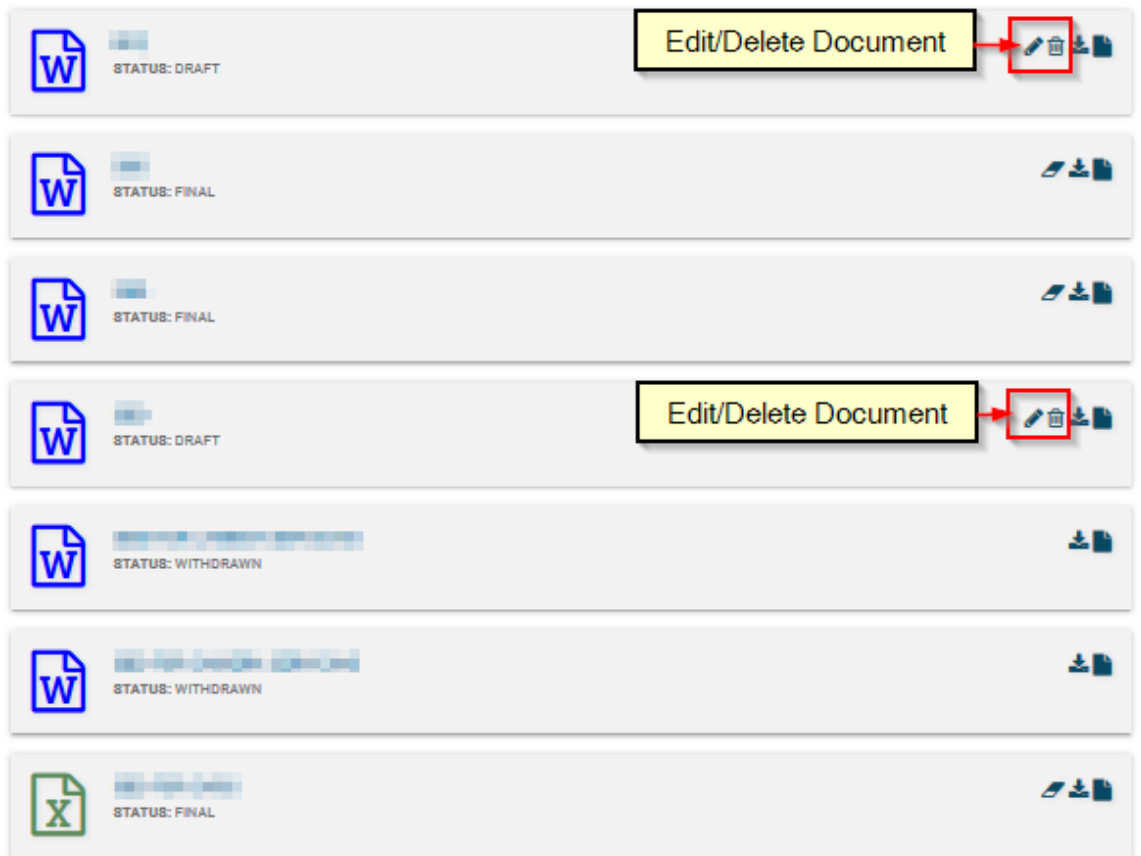 Edit/Delete Document
W
STATUS: DRAFT
W
STATUS: FINAL
W
STATUS: FINAL
Edit/Delete Document
W
STATUS: DRAFT
W
STATUS: WITHDRAWN
W
STATUS: WITHDRAWN
X
STATUS: FINAL